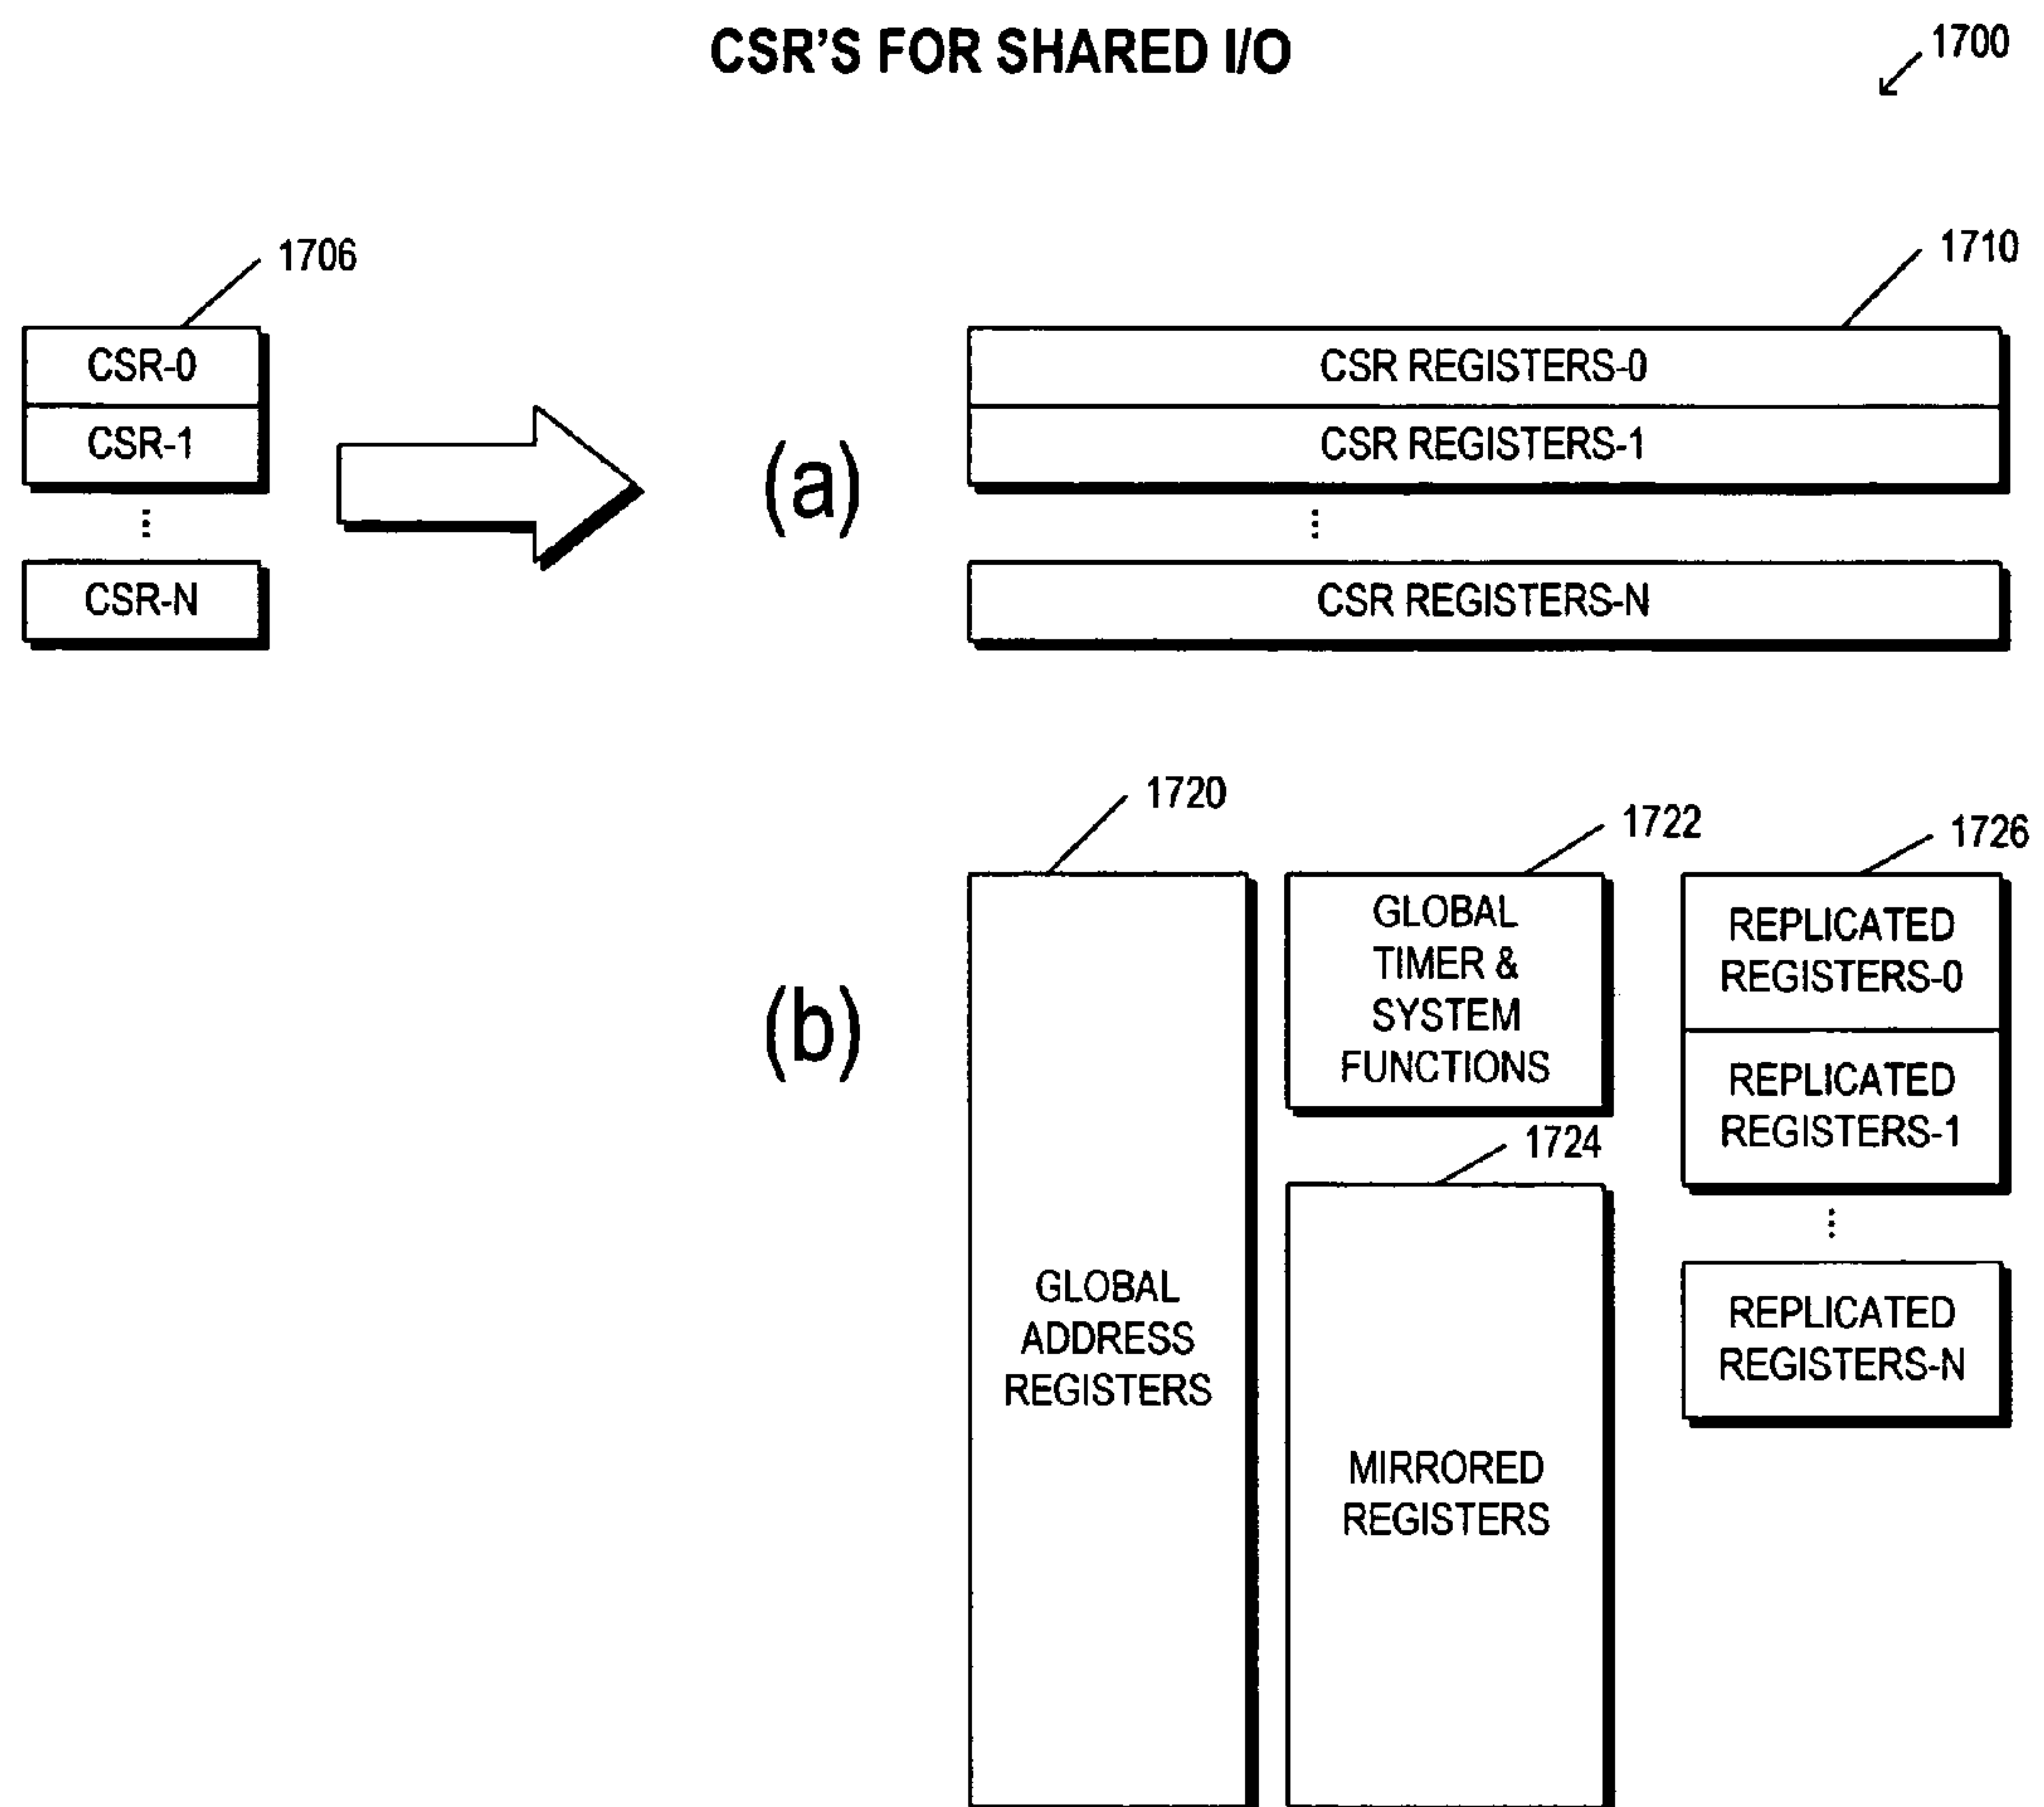 CSR'S FOR SHARED I/O
1700
1706
CSR-0
CSR-1
CSR-N
(a)
1710
CSR REGISTERS-0
CSR REGISTERS-1
CSR REGISTERS-N
(b)
1720
GLOBAL
ADDRESS
REGISTERS
1722
GLOBAL
TIMER &
SYSTEM
FUNCTIONS
1724
MIRRORED
REGISTERS
1726
REPLICATED
REGISTERS-0
REPLICATED
REGISTERS-1
REPLICATED
REGISTERS-N